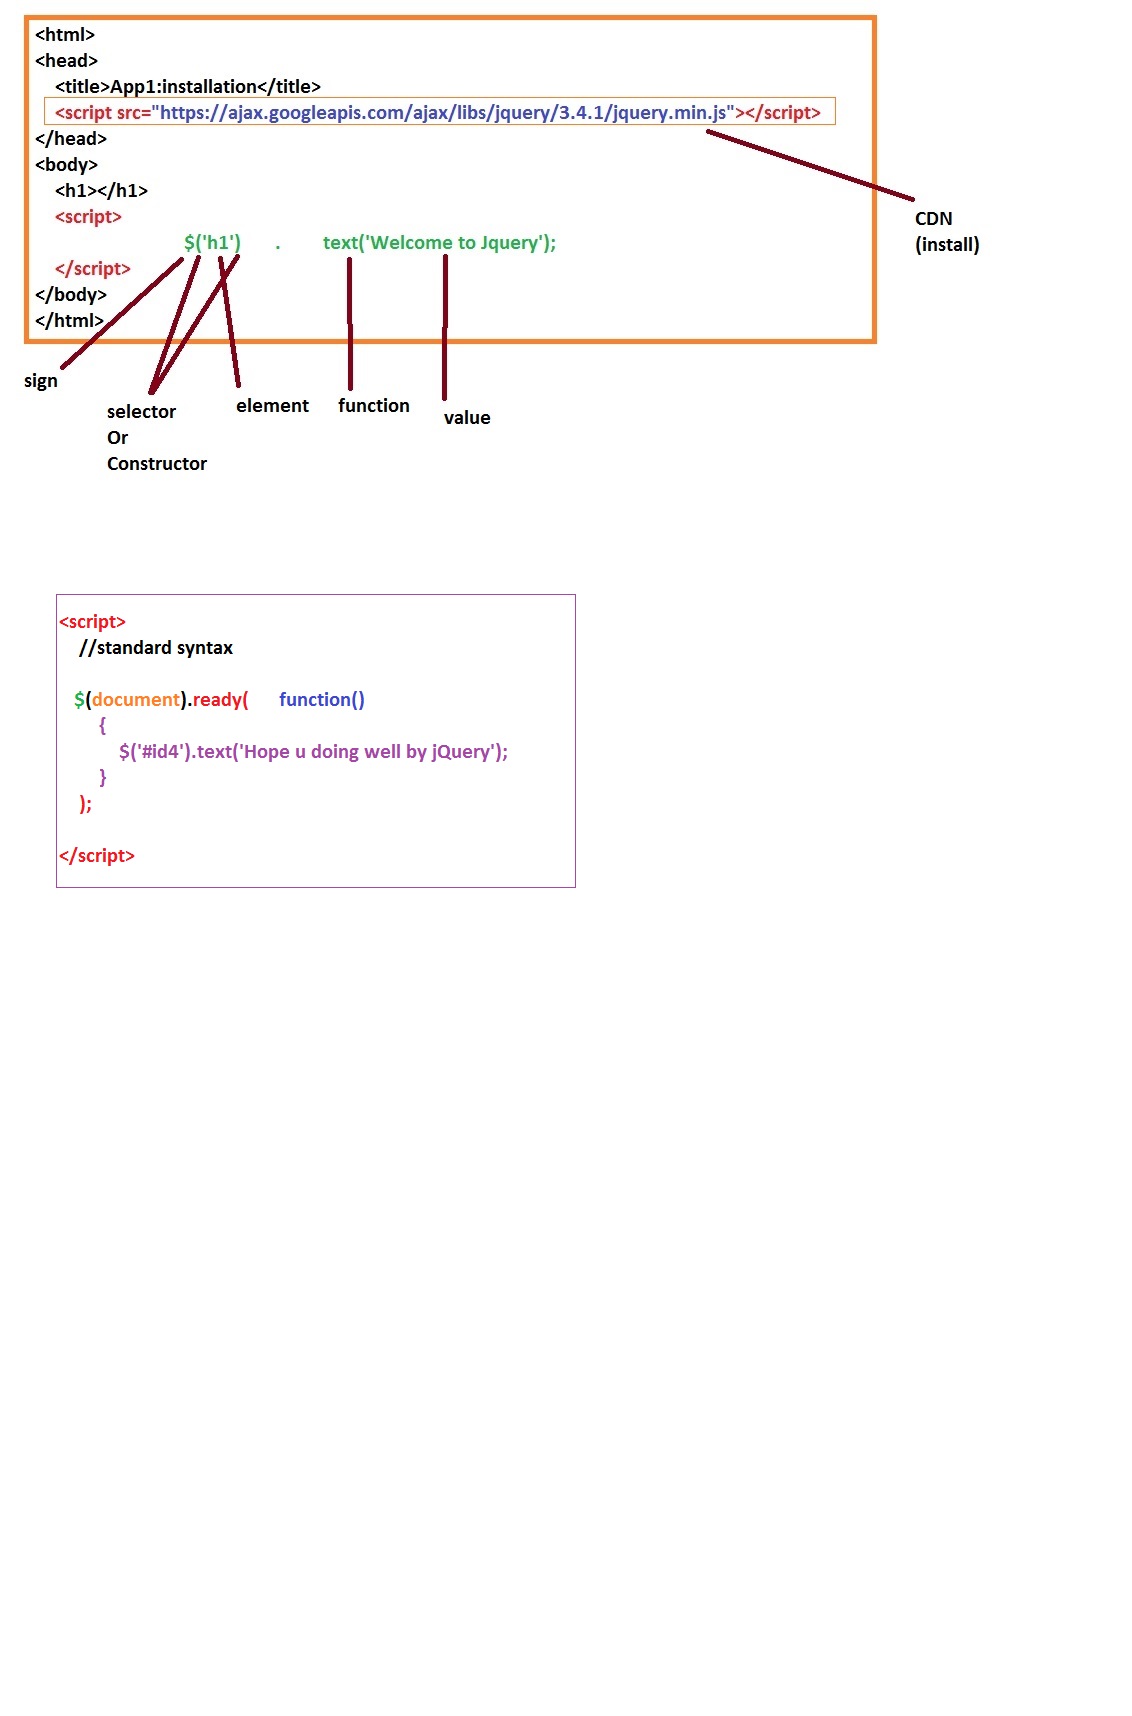 <html>
<head>
<title>App1:installation</title>
<script src="https://ajax.googleapis.com/ajax/libs/jquery/3.4.1/jquery.min.js"></script>
</head>
<body>
<h1></h1>
<script>
$('h1') . text('Welcome to Jquery');
</script>
</body>
</html>
CDN
(install)
sign
selector
Or
Constructor
element
function
value
<script>
//standard syntax
$(document).ready( function()
{
$('#id4').text('Hope u doing well by jQuery');
}
);
</script>